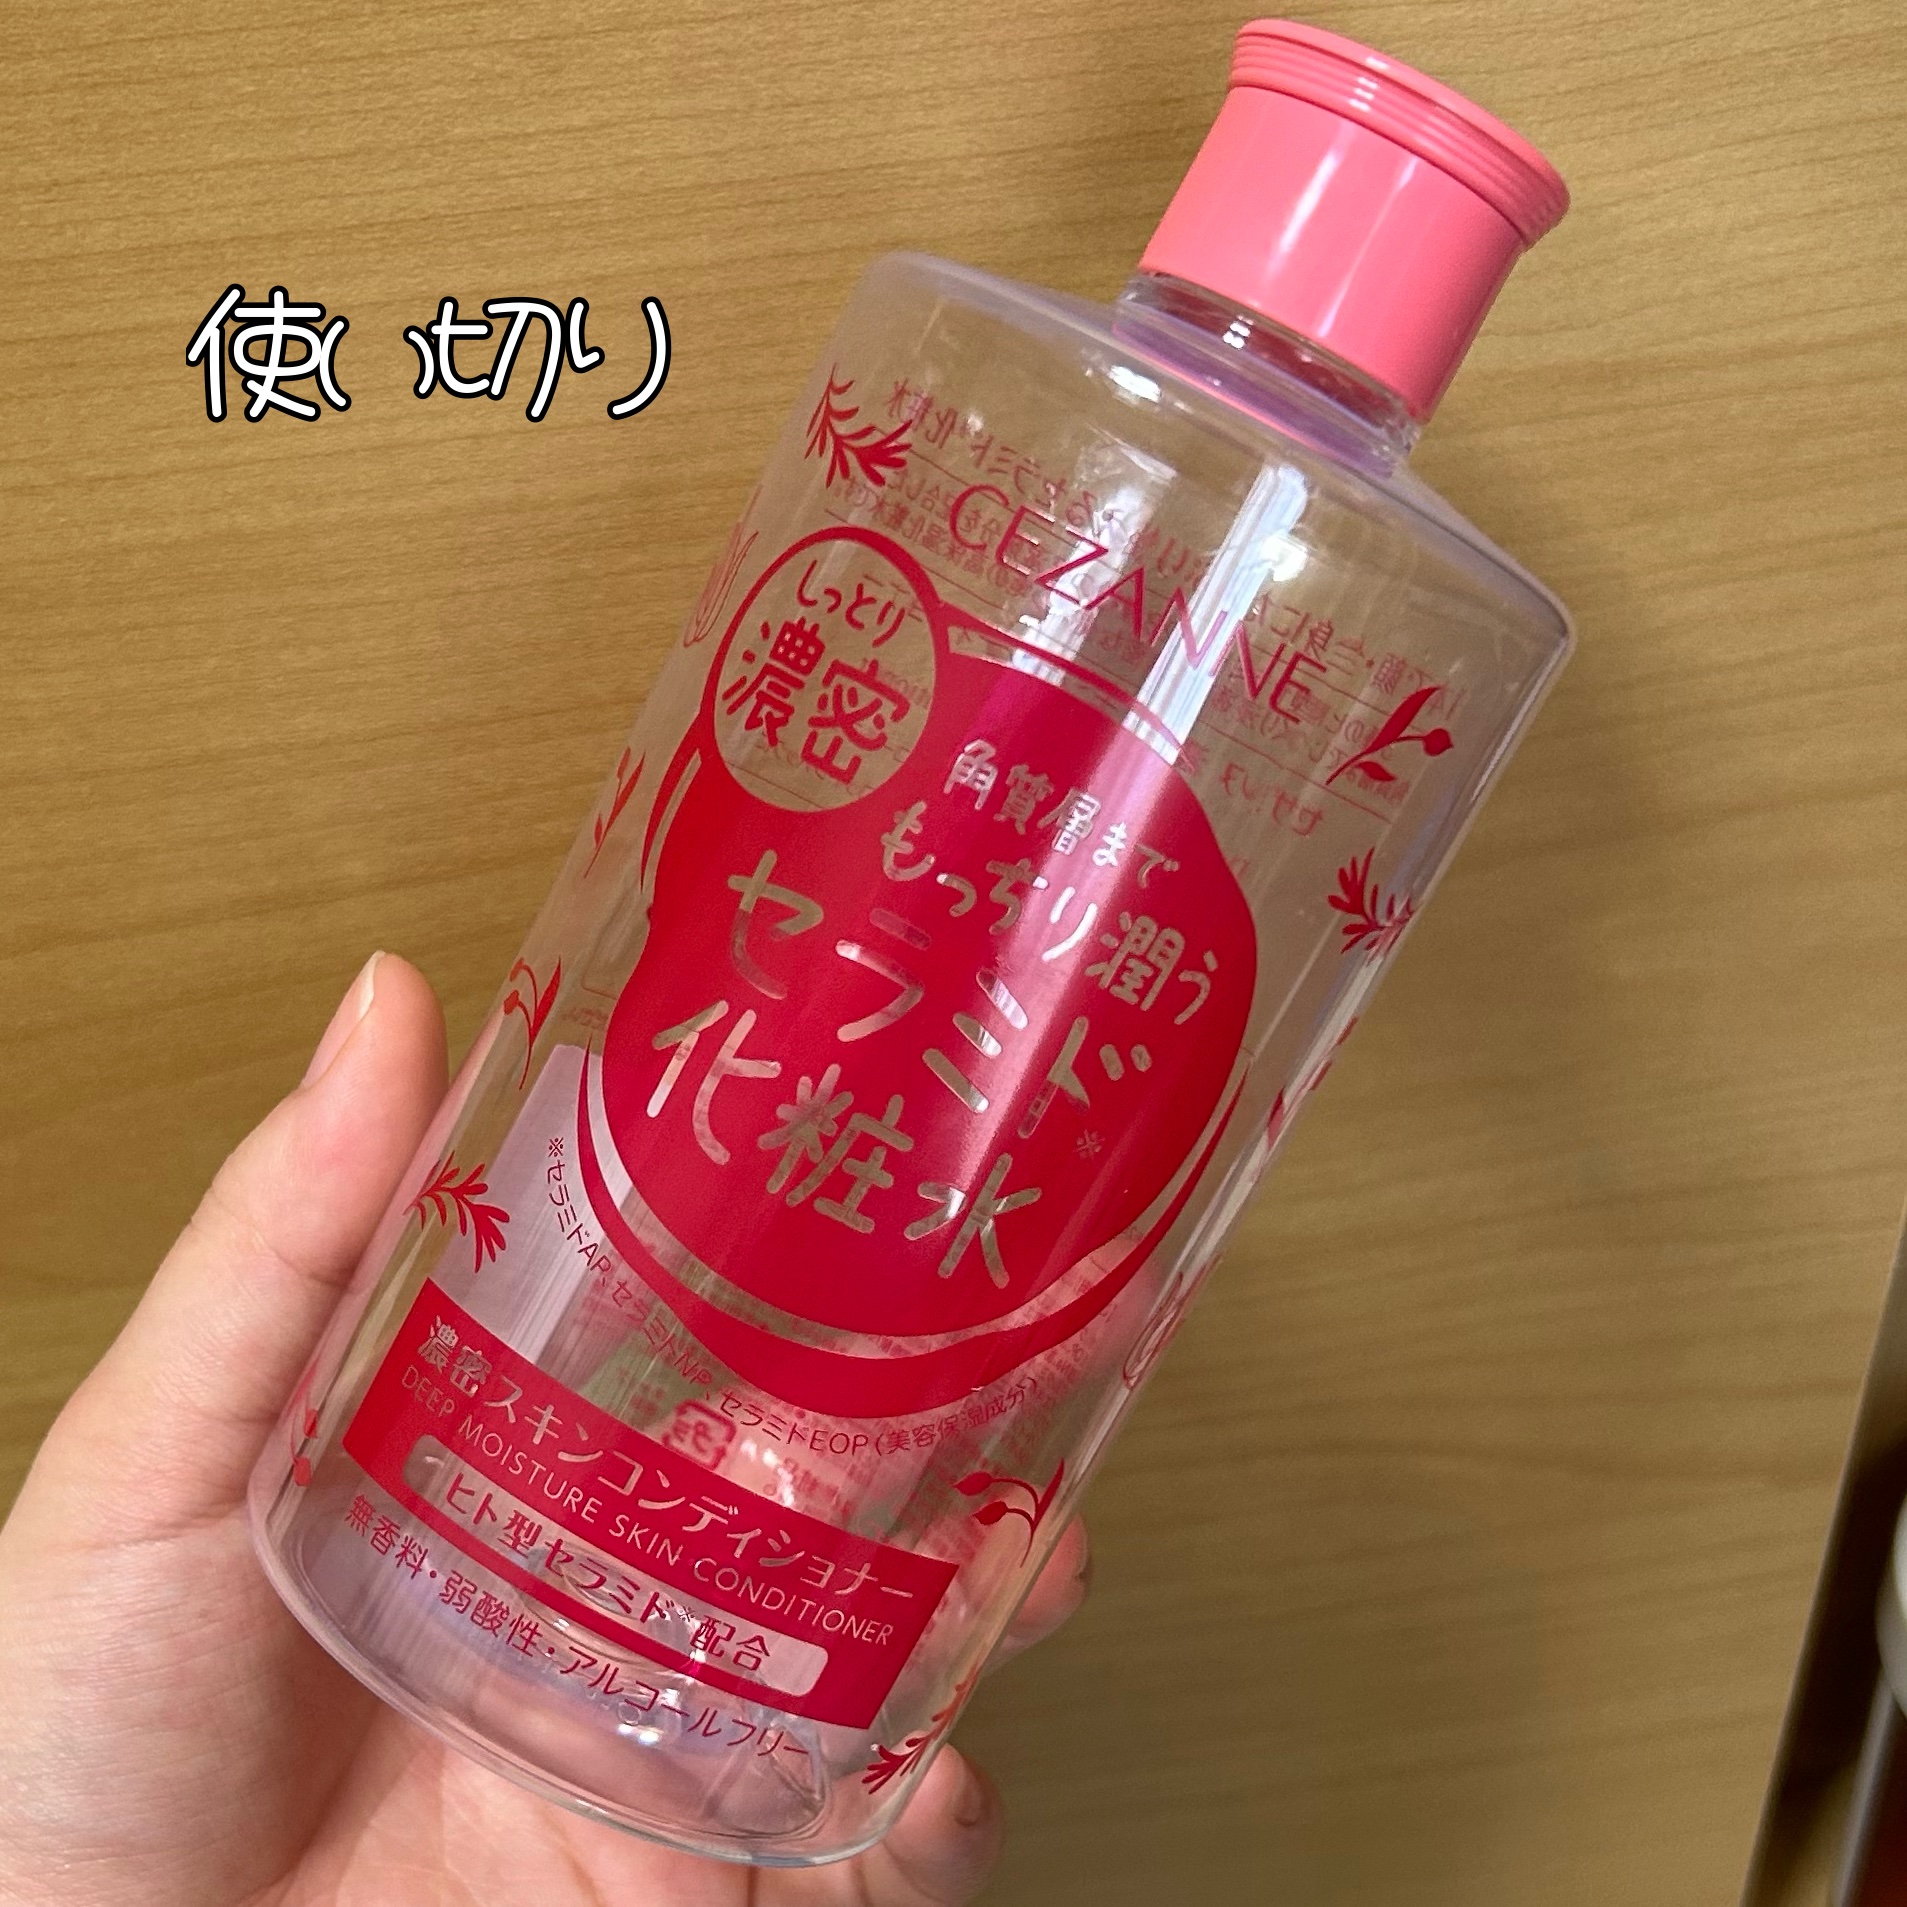 使い切り
CEZANNE
しっとり
濃密
角質層まで
もっちり潤う
セラミド※
化粧水
※セラミドAP、セラミドNP、セラミドEOP(美容保湿成分)
濃密スキンコンディショナー
DEEP MOISTURE SKIN CONDITIONER
ヒト型セラミド※配合
無香料・弱酸性・アルコールフリー